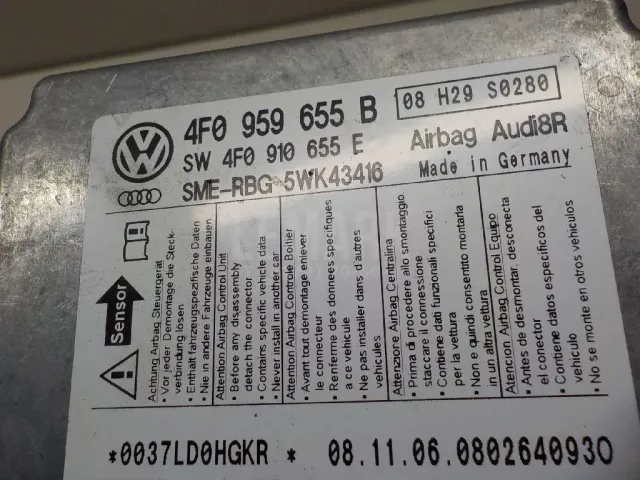 4F0 959 655 B
08 H29 S0280
SW 4F0 910 655 E
Airbag Audi8R
SME-RBG 5WK43416
Made in Germany
Sensor
Achtung Airbag Steuergerät
• Vor jeder Demontage die Steck-
verbindung lösen
• Enthält fahrzeugspezifische Daten
• Nie in andere Fahrzeuge einbauen
Attention Airbag Control Unit
• Before any disassembly
detach the connector
• Contains specific vehicle data
• Never install in another car
Attention Airbag Controle Boitier
• Avant tout demontage enlever
le connecteur
• Renferme des donnees specifiques
a ce vehicule
• Ne pas installer dans d'autres
vehicules
Attenzione Airbag Centralina
• Prima di procedere allo smontaggio
staccare il connessione
• Contiene dati funzionali specifici
per la vettura
• Non e quindi consentito montarla
in un altra vettura
Atencion Airbag Control Equipo
• Antes de desmontar, desconecta
el conector
• Contiene datos especificos del
vehiculo
• No se monte en otros vehiculos
*0037LD0HGKR *
08.11.06.0802640930